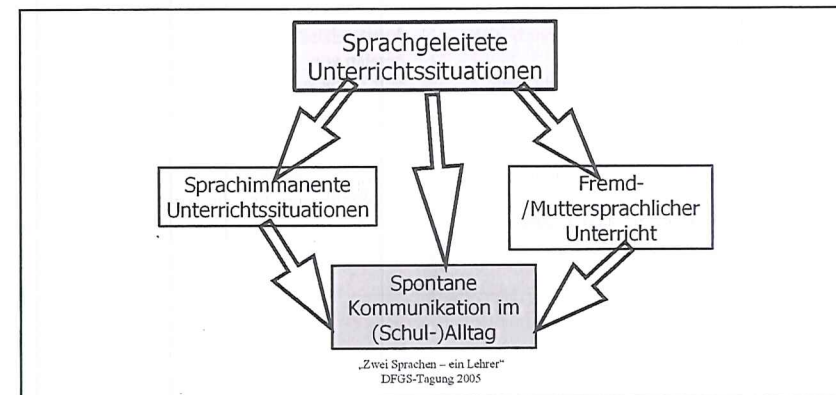 Sprachgeleitete
Unterrichtssituationen
Sprachimmanente
Unterrichtssituationen
Fremd-
/Muttersprachlicher
Unterricht
Spontane
Kommunikation im
(Schul-)Alltag
„Zwei Sprachen – ein Lehrer“
DFGS-Tagung 2005